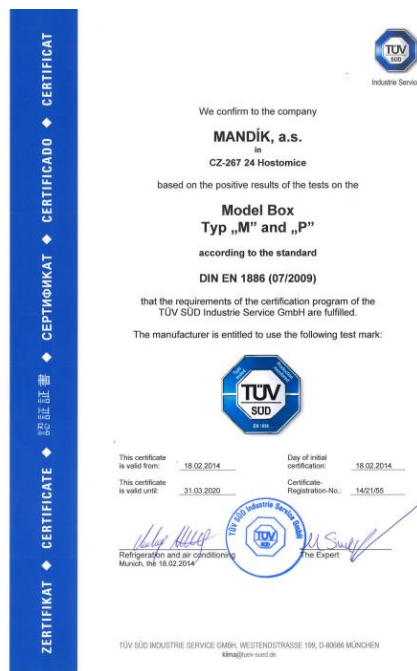 ZERTIFIKAT ◆ CERTIFICATE ◆ 認証証書 ◆ СЕРТИФИКАТ ◆ CERTIFICADO ◆ CERTIFICAT
TÜV
SÜD
Industrie Service
We confirm to the company
MANDÍK, a.s.
in
CZ-267 24 Hostomice
based on the positive results of the tests on the
Model Box
Typ „M" and „P"
according to the standard
DIN EN 1886 (07/2009)
that the requirements of the certification program of the
TÜV SÜD Industrie Service GmbH are fulfilled.
The manufacturer is entitled to use the following test mark:
TÜV
SÜD
EN 1886
This certificate
is valid from: 18.02.2014
Day of initial
certification: 18.02.2014
This certificate
is valid until: 31.03.2020
Certificate-
Registration-No.: 14/21/55
TÜV SÜD Industrie Service GmbH
TÜV
SÜD
Refrigeration and air conditioning
Munich, the 18.02.2014
The Expert
TÜV SÜD INDUSTRIE SERVICE GMBH, WESTENDSTRASSE 199, D-80686 MÜNCHEN
klima@tuev-sued.de